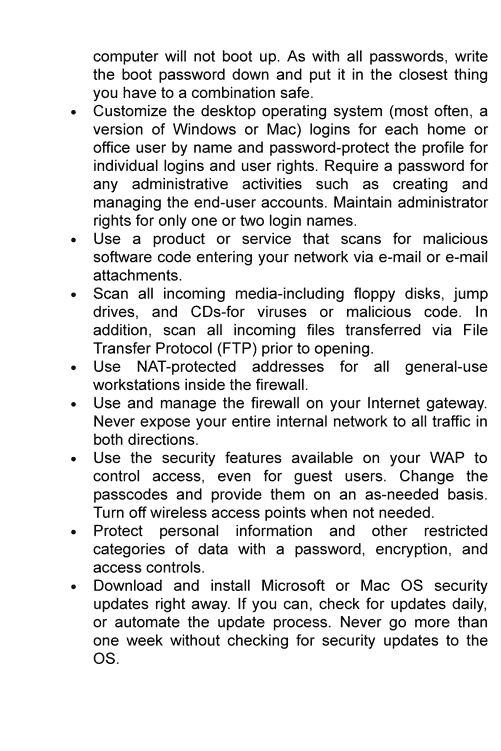 computer will not boot up. As with all passwords, write
the boot password down and put it in the closest thing
you have to a combination safe.
• Customize the desktop operating system (most often, a
version of Windows or Mac) logins for each home or
office user by name and password-protect the profile for
individual logins and user rights. Require a password for
any administrative activities such as creating and
managing the end-user accounts. Maintain administrator
rights for only one or two login names.
• Use a product or service that scans for malicious
software code entering your network via e-mail or e-mail
attachments.
• Scan all incoming media-including floppy disks, jump
drives, and CDs-for viruses or malicious code. In
addition, scan all incoming files transferred via File
Transfer Protocol (FTP) prior to opening.
• Use NAT-protected addresses for all general-use
workstations inside the firewall.
• Use and manage the firewall on your Internet gateway.
Never expose your entire internal network to all traffic in
both directions.
• Use the security features available on your WAP to
control access, even for guest users. Change the
passcodes and provide them on an as-needed basis.
Turn off wireless access points when not needed.
• Protect personal information and other restricted
categories of data with a password, encryption, and
access controls.
• Download and install Microsoft or Mac OS security
updates right away. If you can, check for updates daily,
or automate the update process. Never go more than
one week without checking for security updates to the
OS.